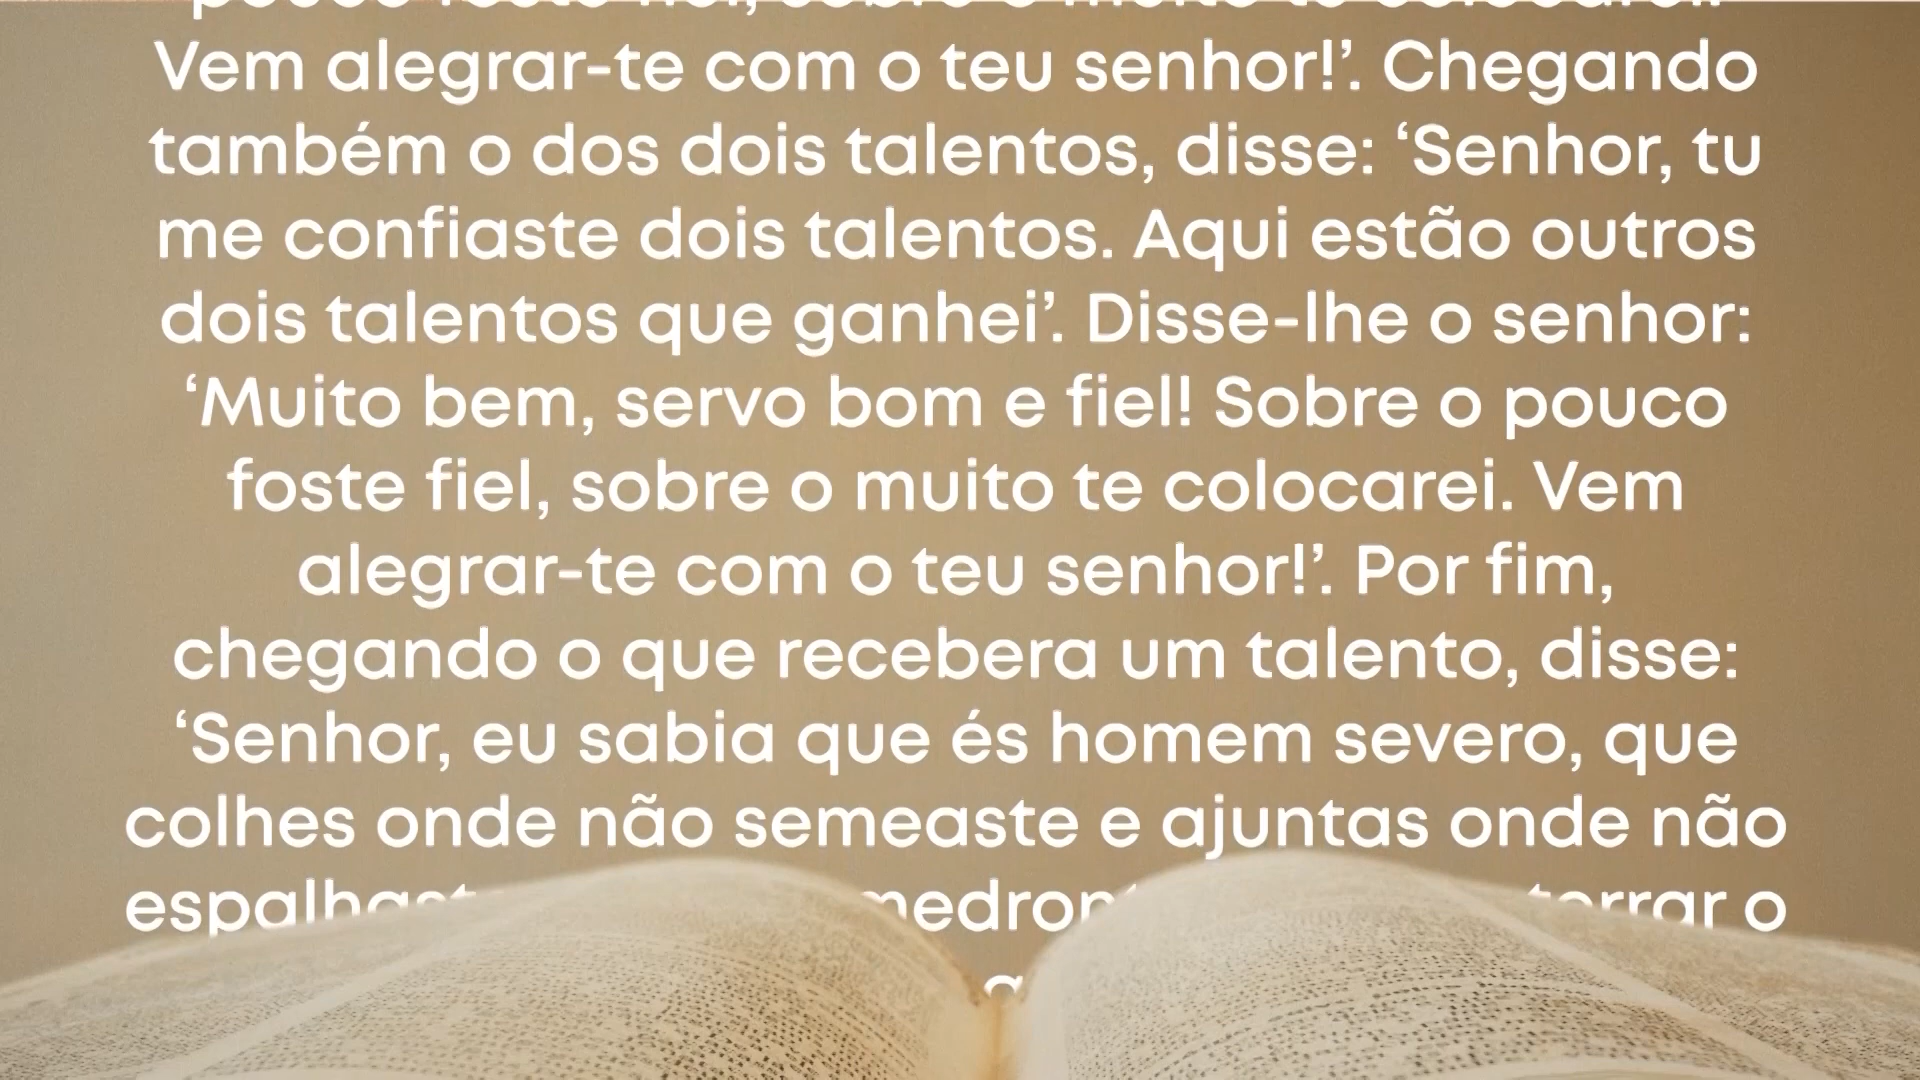 Vem alegrar-te com o teu senhor!’. Chegando
também o dos dois talentos, disse: ‘Senhor, tu
me confiaste dois talentos. Aqui estão outros
dois talentos que ganhei’. Disse-lhe o senhor:
‘Muito bem, servo bom e fiel! Sobre o pouco
foste fiel, sobre o muito te colocarei. Vem
alegrar-te com o teu senhor!’. Por fim,
chegando o que recebera um talento, disse:
‘Senhor, eu sabia que és homem severo, que
colhes onde não semeaste e ajuntas onde não
o